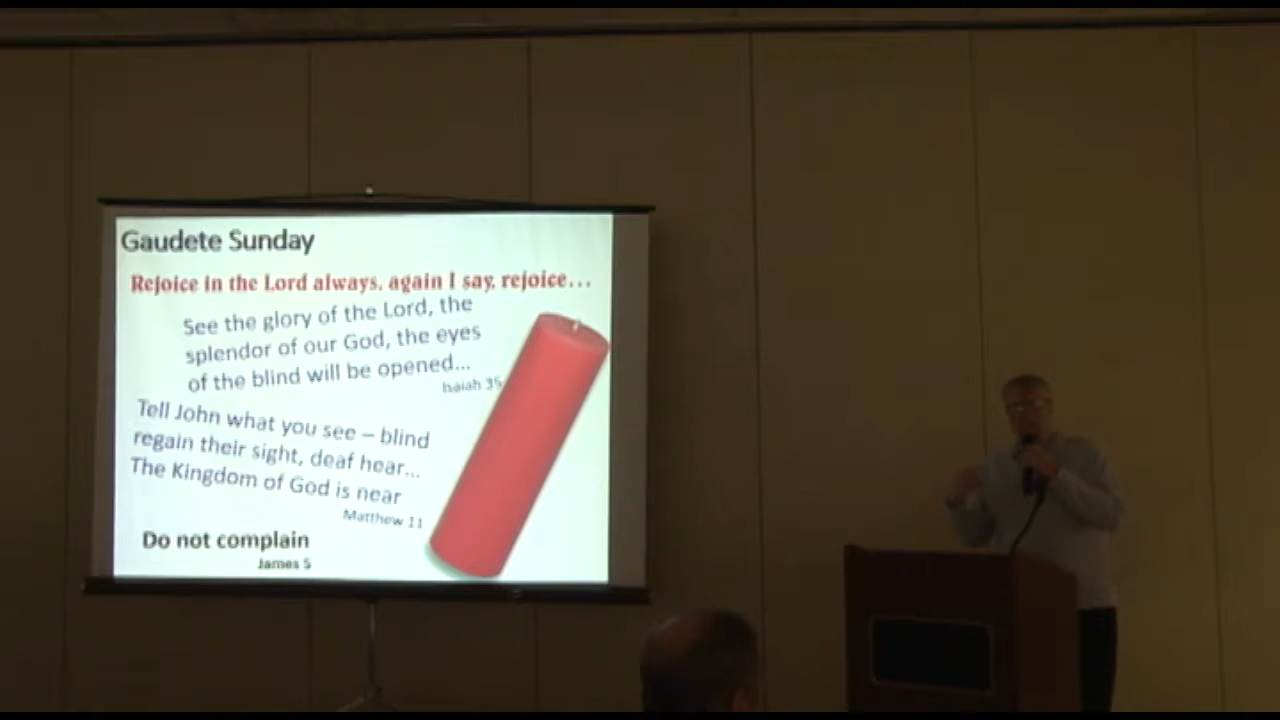 Gaudete Sunday
Rejoice in the Lord always, again I say, rejoice...
See the glory of the Lord, the
splendor of our God, the eyes
of the blind will be opened...
Isaiah 35
Tell John what you see – blind
regain their sight, deaf hear...
The Kingdom of God is near
Matthew 11
Do not complain
James 5